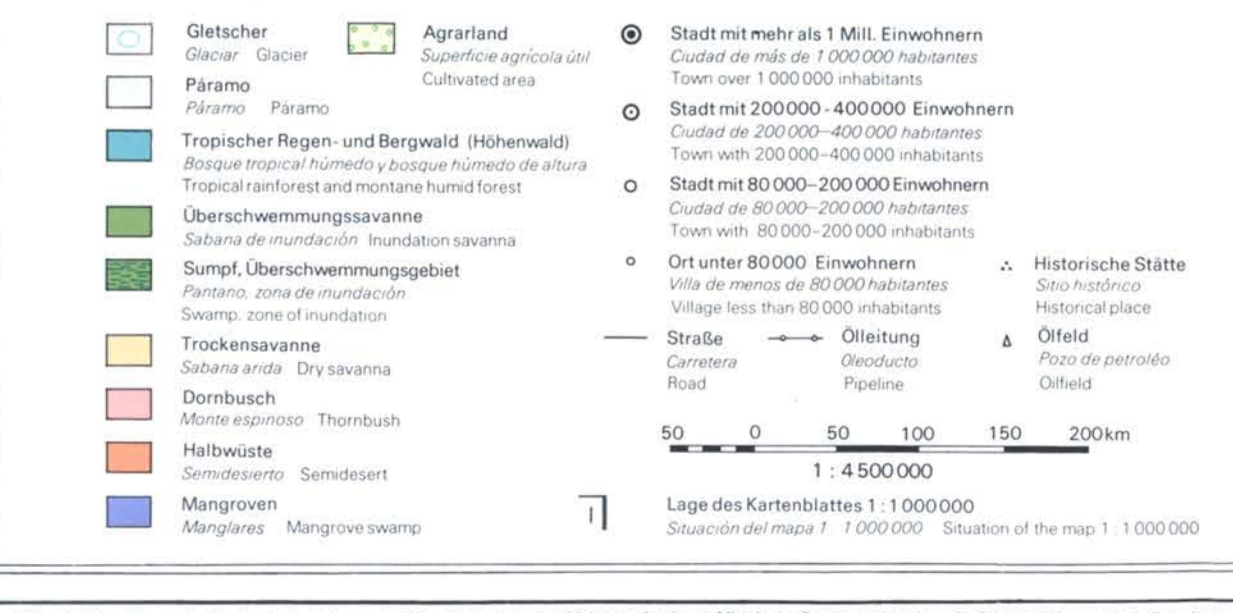 Gletscher
Glaciar Glacier
Páramo
Páramo Páramo
Tropischer Regen- und Bergwald (Höhenwald)
Bosque tropical húmedo y bosque húmedo de altura
Tropical rainforest and montane humid forest
Überschwemmungssavanne
Sabana de inundación Inundation savanna
Sumpf, Überschwemmungsgebiet
Pantano, zona de inundación
Swamp, zone of inundation
Trockensavanne
Sabana arida Dry savanna
Dornbusch
Monte espinoso Thornbush
Halbwüste
Semidesierto Semidesert
Mangroven
Manglares Mangrove swamp
Agrarland
Superficie agrícola útil
Cultivated area
Stadt mit mehr als 1 Mill. Einwohnern
Ciudad de más de 1 000 000 habitantes
Town over 1 000 000 inhabitants
Stadt mit 200000 - 400000 Einwohnern
Ciudad de 200 000–400 000 habitantes
Town with 200 000–400 000 inhabitants
Stadt mit 80 000–200 000 Einwohnern
Ciudad de 80 000–200 000 habitantes
Town with 80 000–200 000 inhabitants
Ort unter 80000 Einwohnern
Villa de menos de 80 000 habitantes
Village less than 80 000 inhabitants
Historische Stätte
Sitio histórico
Historical place
Straße
Carretera
Road
Ölleitung
Oleoducto
Pipeline
Ölfeld
Pozo de petroléo
Oilfield
50 0 50 100 150 200km
1 : 4 500 000
Lage des Kartenblattes 1 : 1 000 000
Situación del mapa 1 : 1 000 000 Situation of the map 1 : 1 000 000